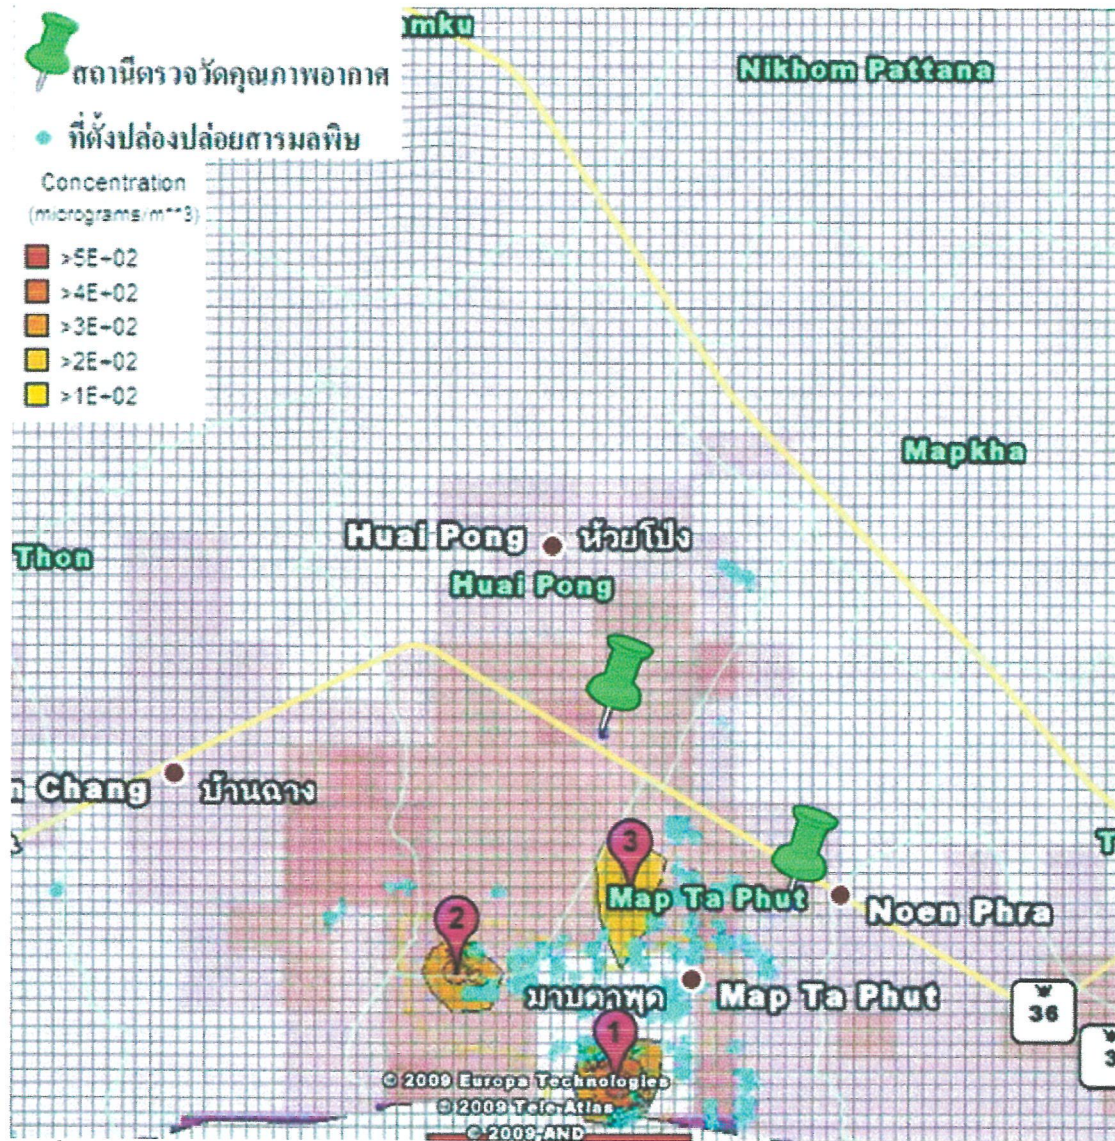 mku
สถานีตรวจวัดคุณภาพอากาศ
Nikhom Pattana
ที่ตั้งปล่องปล่อยสารมลพิษ
Concentration
(micrograms/m**3)
>5E+02
>4E+02
>3E+02
>2E+02
>1E+02
Mapkha
Huai Pong ห้วยโป่ง
Thon
Huai Pong
n Chang บ้านฉาง
3
Map Ta Phut
Noen Phra
2
มาบตาพุด Map Ta Phut
36
1
3
© 2009 Europa Technologies
© 2009 Tele Atlas
© 2009 AND